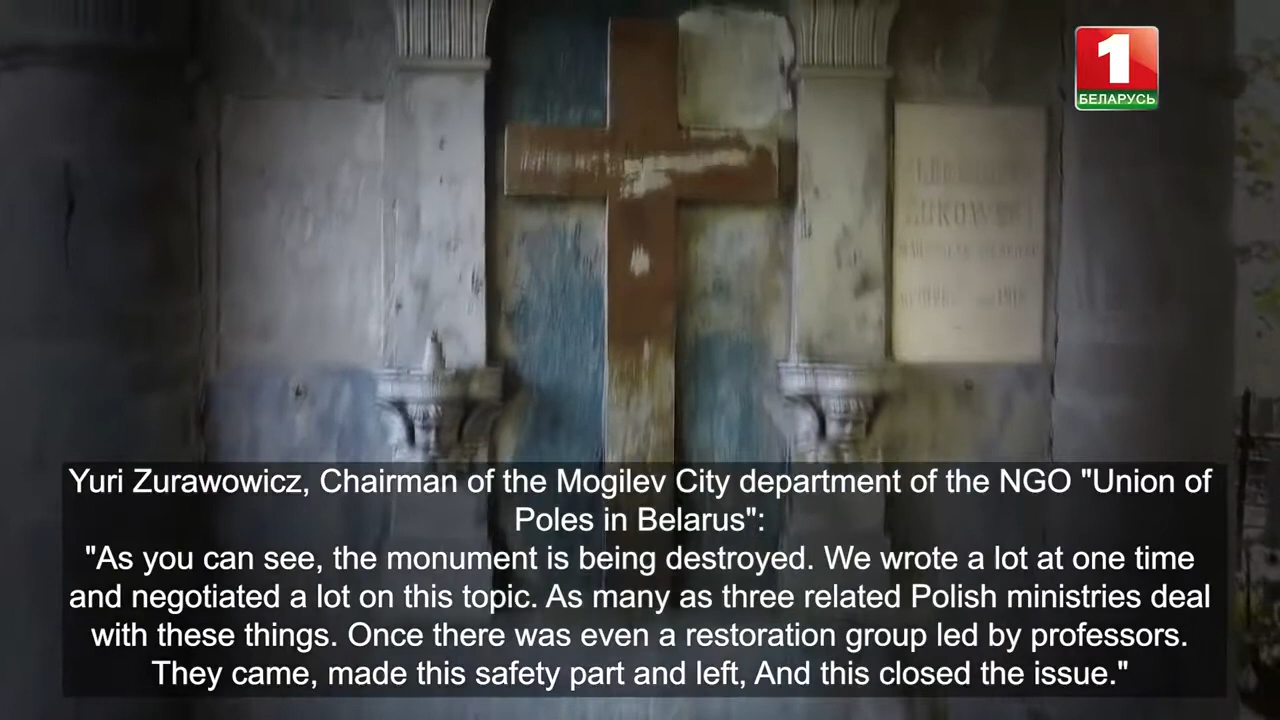 1
БЕЛАРУСЬ
Yuri Zurawowicz, Chairman of the Mogilev City department of the NGO "Union of
Poles in Belarus":
"As you can see, the monument is being destroyed. We wrote a lot at one time
and negotiated a lot on this topic. As many as three related Polish ministries deal
with these things. Once there was even a restoration group led by professors.
They came, made this safety part and left, And this closed the issue."